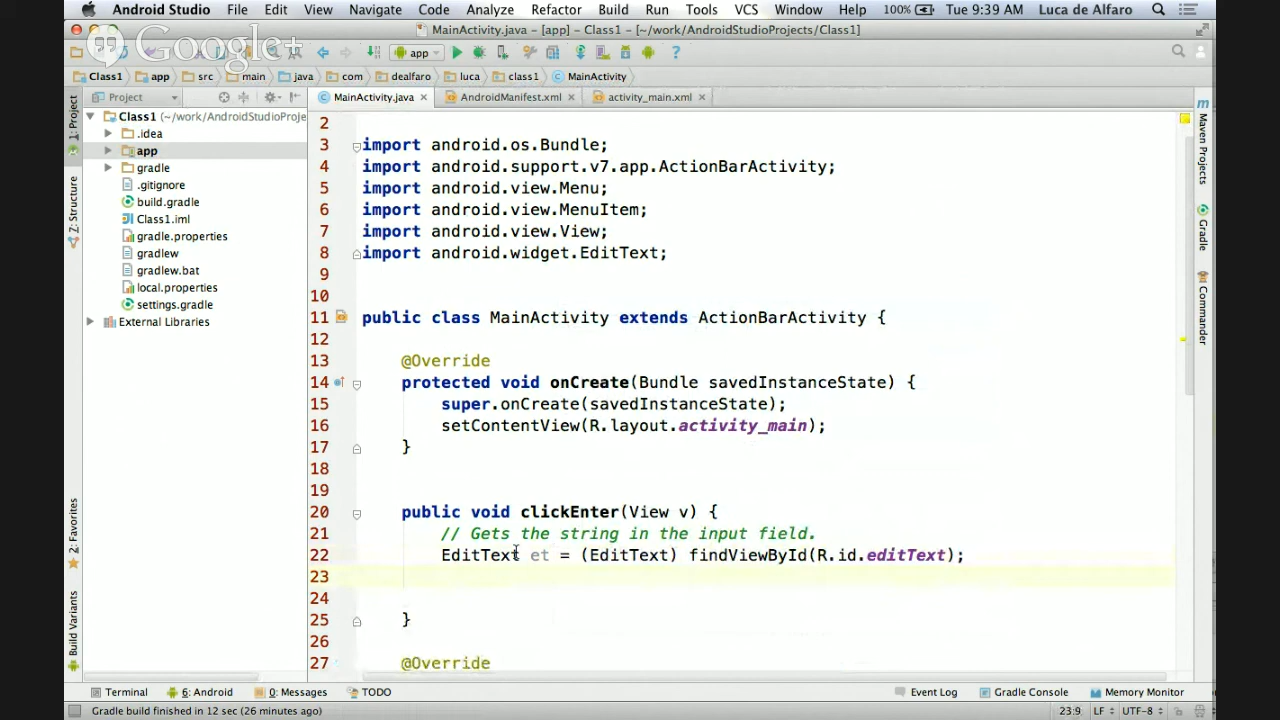 Android Studio File Edit View Navigate Code Analyze Refactor Build Run Tools VCS Window Help 100% Tue 9:39 AM Luca de Alfaro
MainActivity.java - [app] - Class1 - [~/work/AndroidStudioProjects/Class1]
Google+
app
Class1 app src main java com dealfaro luca class1 MainActivity
Project
MainActivity.java AndroidManifest.xml activity_main.xml
1: Project
Z: Structure
2: Favorites
Build Variants
Class1 (~/work/AndroidStudioProje
.idea
app
gradle
.gitignore
build.gradle
Class1.iml
gradle.properties
gradlew
gradlew.bat
local.properties
settings.gradle
External Libraries
2
3 import android.os.Bundle;
4 import android.support.v7.app.ActionBarActivity;
5 import android.view.Menu;
6 import android.view.MenuItem;
7 import android.view.View;
8 import android.widget.EditText;
9
10
11 public class MainActivity extends ActionBarActivity {
12
13 @Override
14 protected void onCreate(Bundle savedInstanceState) {
15 super.onCreate(savedInstanceState);
16 setContentView(R.layout.activity_main);
17 }
18
19
20 public void clickEnter(View v) {
21 // Gets the string in the input field.
22 EditText et = (EditText) findViewById(R.id.editText);
23
24
25 }
26
27 @Override
m
Maven Projects
Gradle
Commander
Terminal 6: Android 0: Messages TODO Event Log Gradle Console Memory Monitor
Gradle build finished in 12 sec (26 minutes ago) 23:9 LF UTF-8